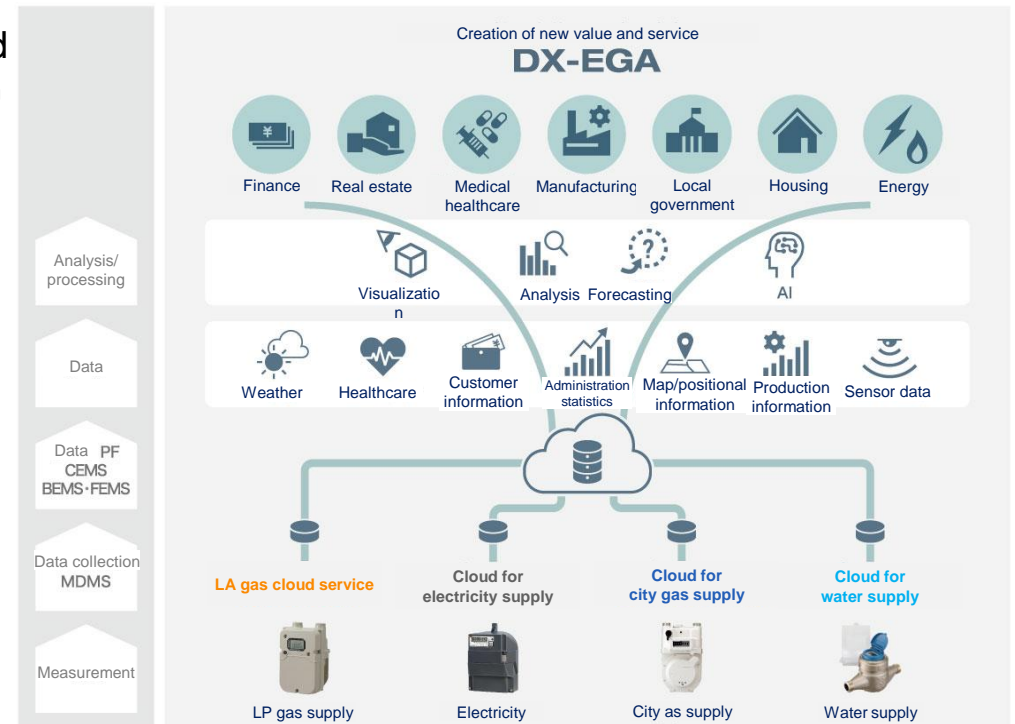 d
Creation of new value and service
DX-EGA
¥
Finance
Real estate
Medical
healthcare
Manufacturing
Local
government
Housing
Energy
Analysis/
processing
?
Visualizatio
n
Analysis
Forecasting
AI
Data
Weather
Healthcare
Customer
information
Administration
statistics
Map/positional
information
Production
information
Sensor data
Data PF
CEMS
BEMS・FEMS
Data collection
MDMS
LA gas cloud service
Cloud for
electricity supply
Cloud for
city gas supply
Cloud for
water supply
Measurement
LP gas supply
Electricity
City as supply
Water supply